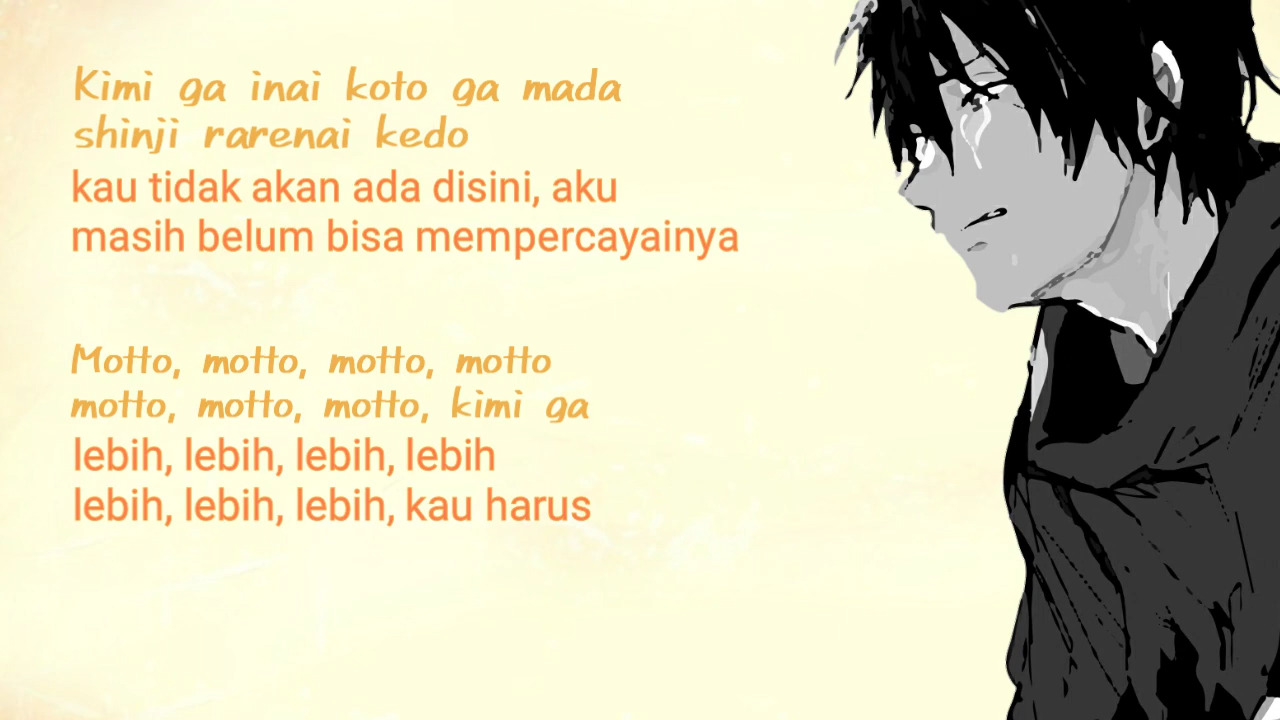 Kimi ga inai koto ga mada
shinji rarenai kedo
kau tidak akan ada disini, aku
masih belum bisa mempercayainya
Motto, motto, motto, motto
motto, motto, motto, kimi ga
lebih, lebih, lebih, lebih
lebih, lebih, lebih, kau harus